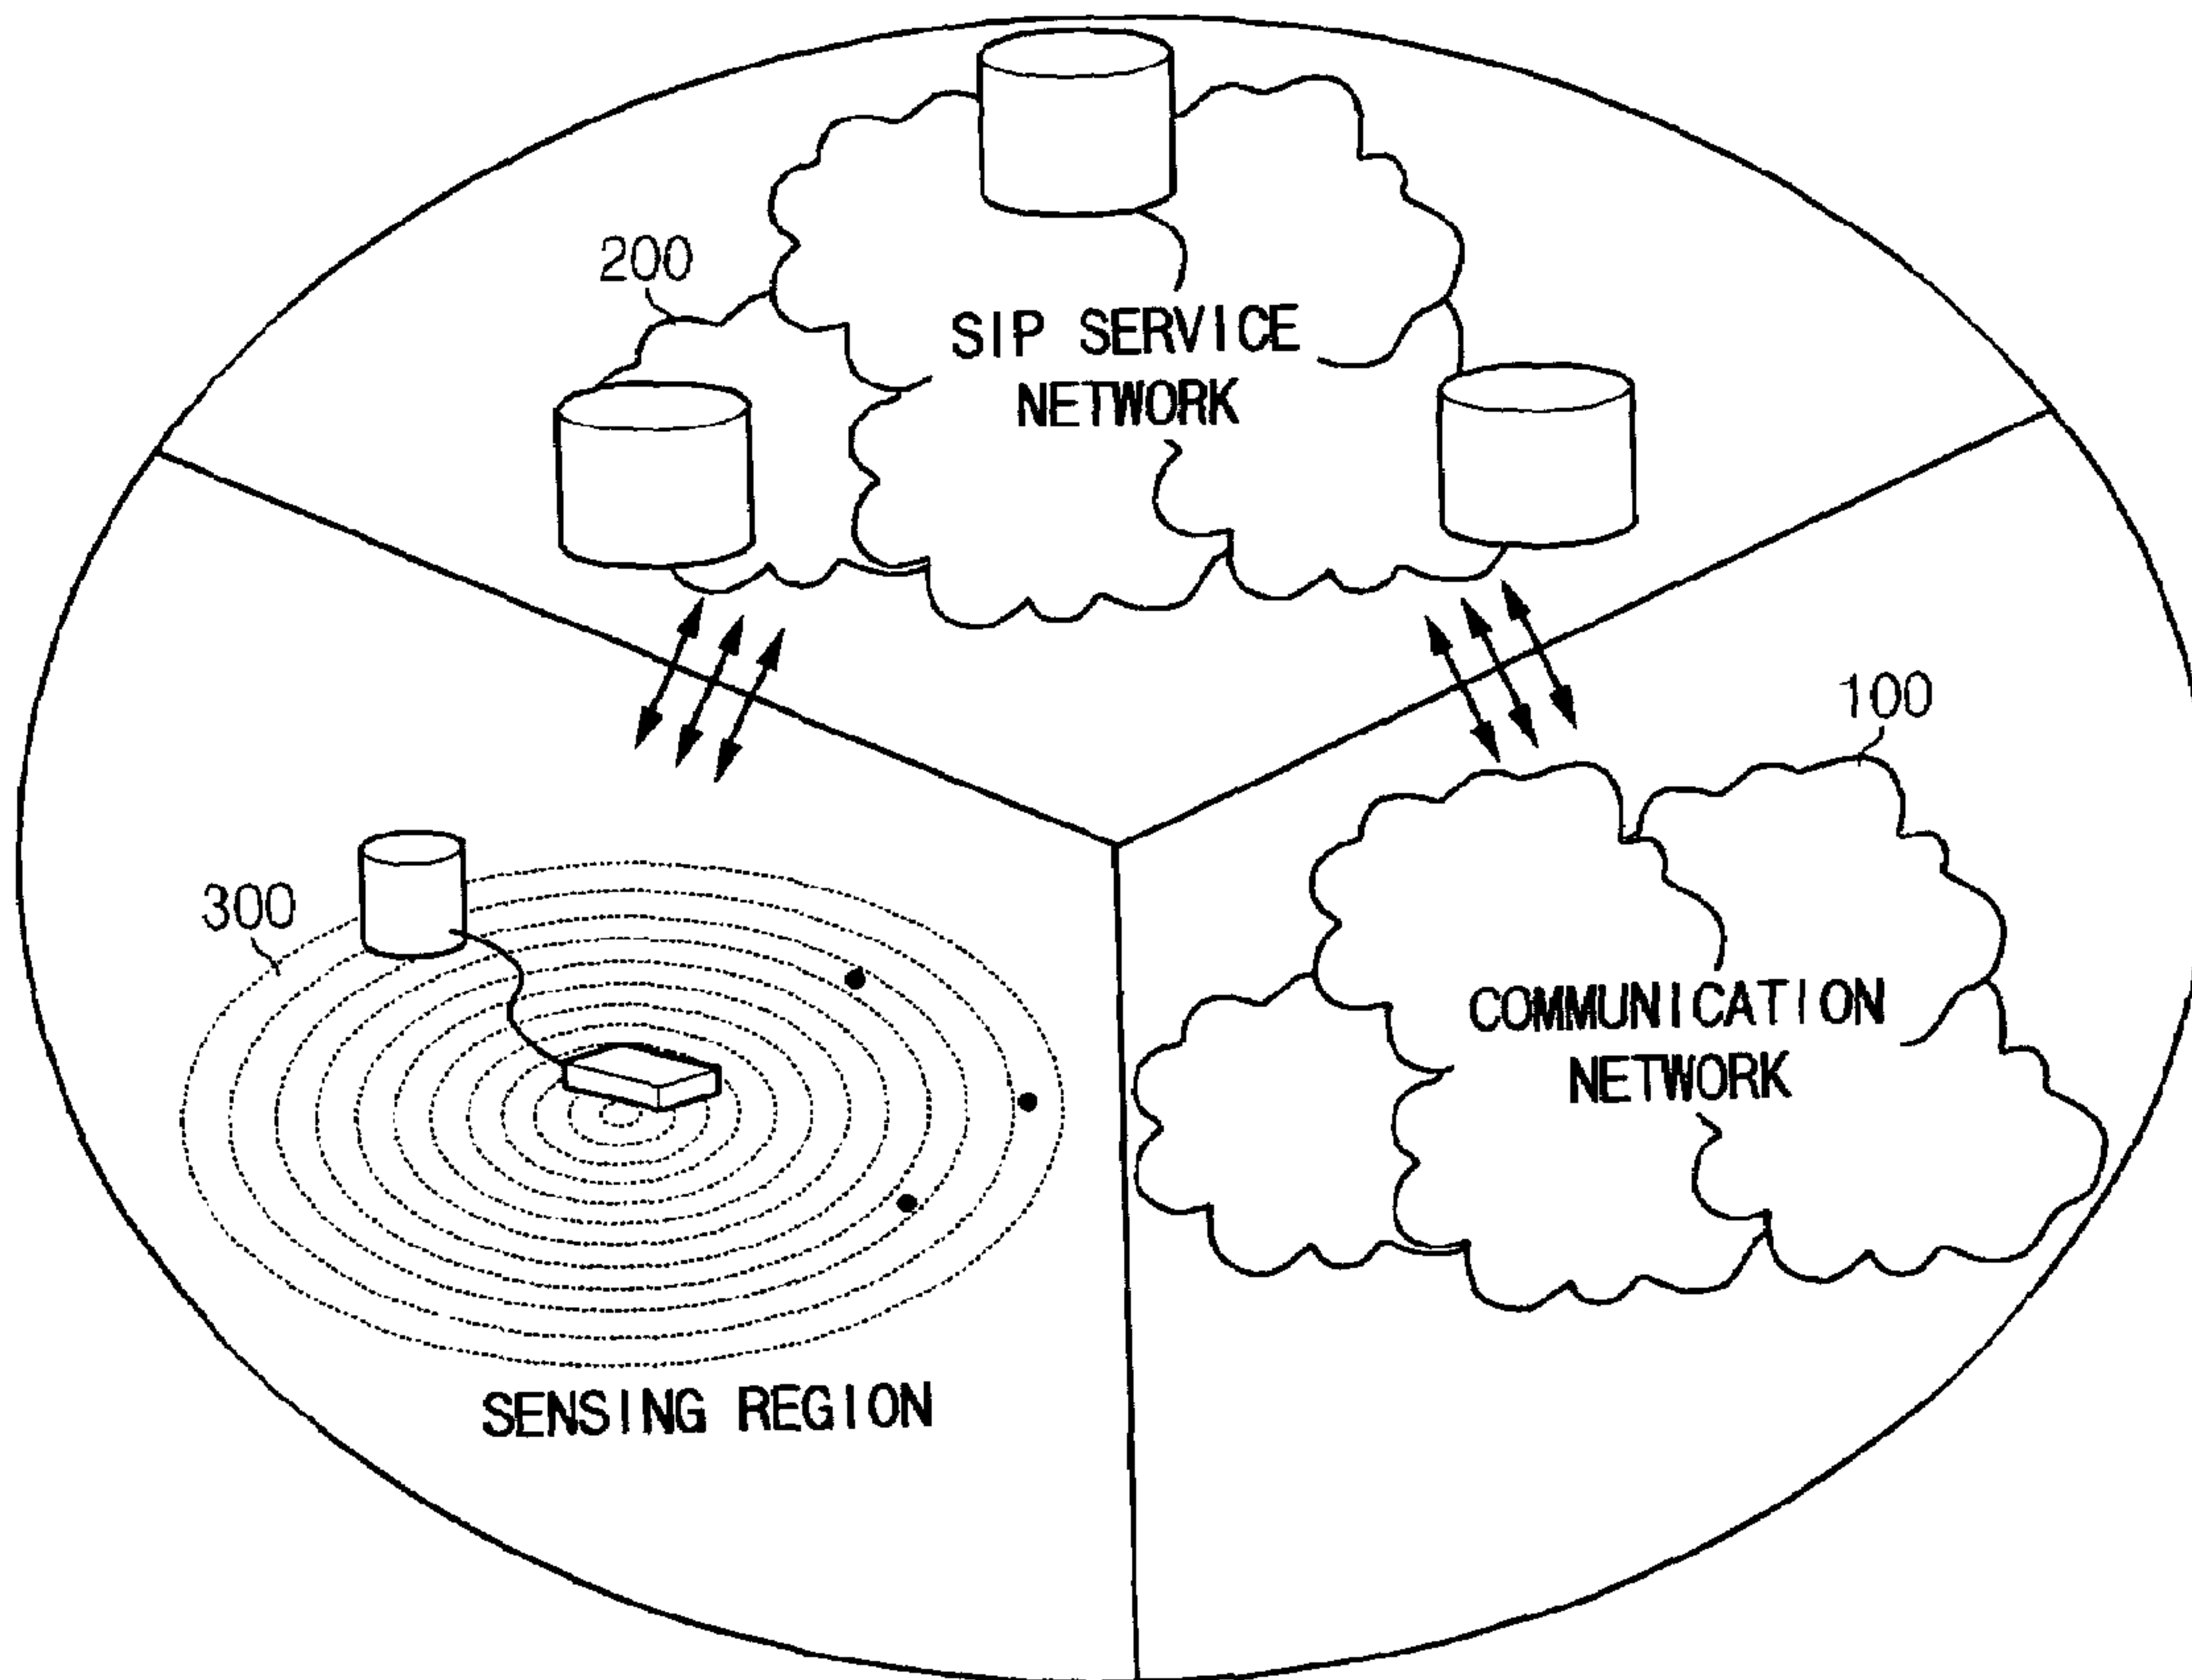 200
SIP SERVICE
NETWORK
100
300
COMMUNICATION
NETWORK
SENSING REGION